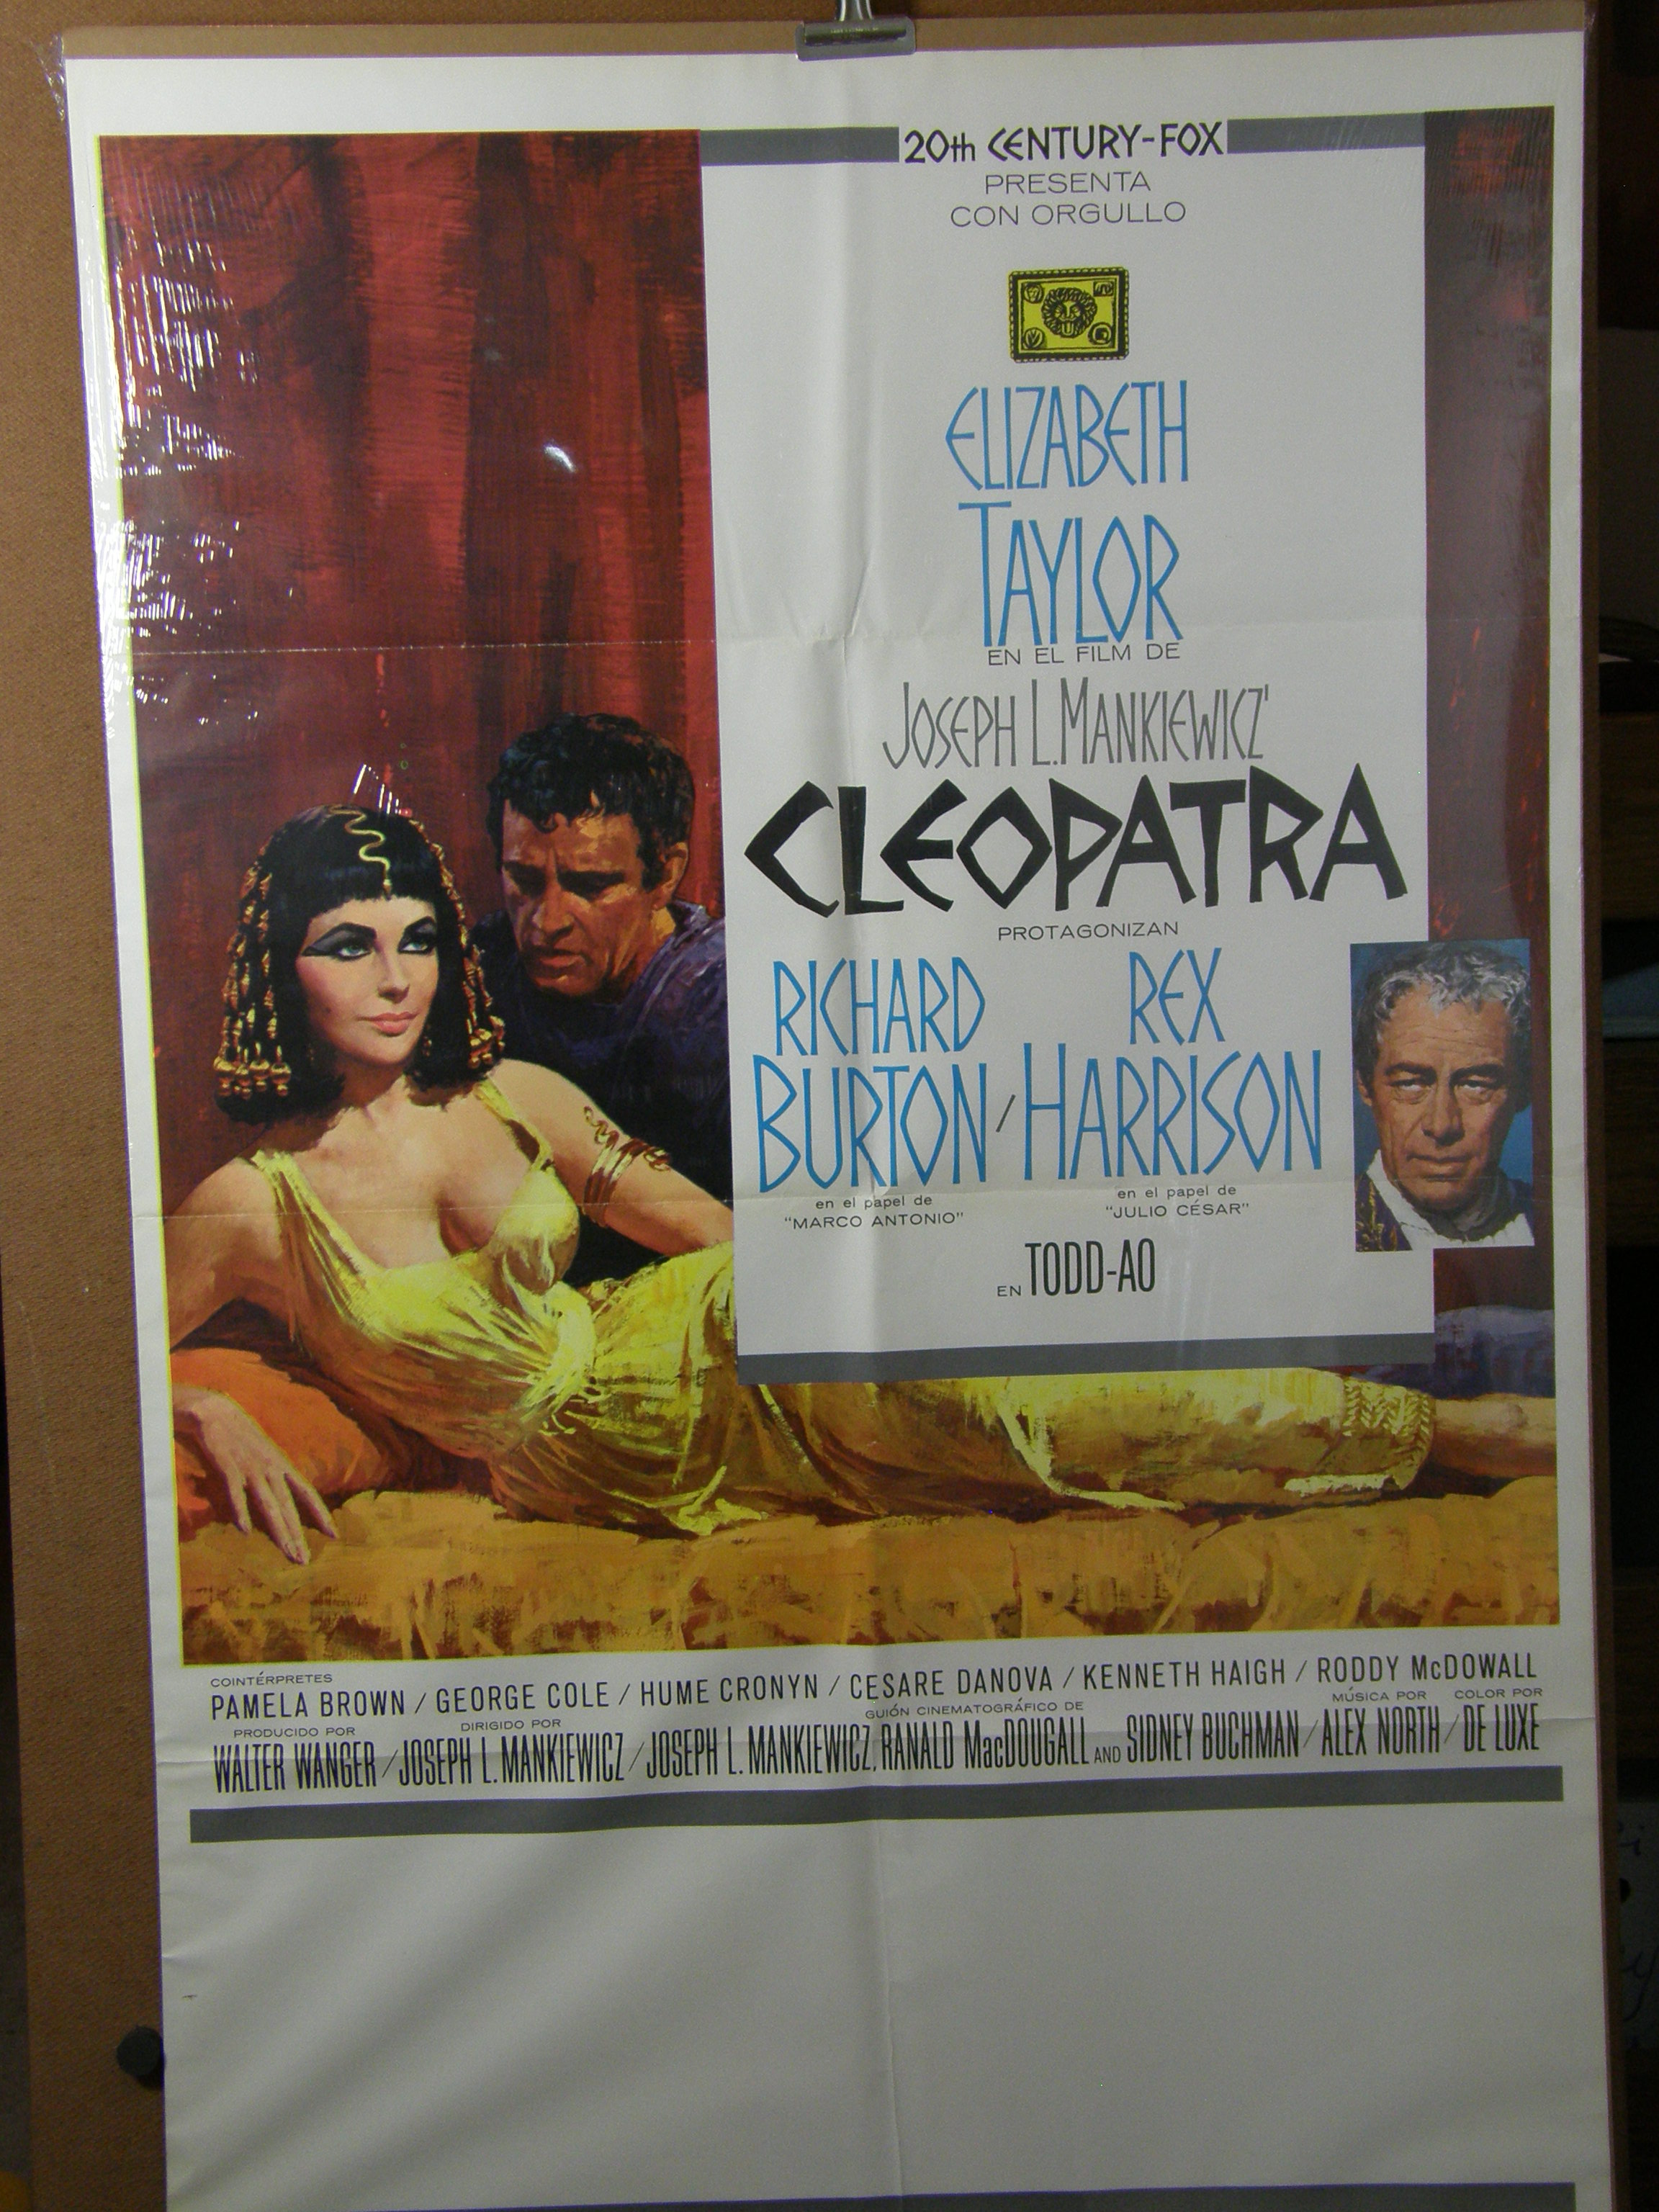 20th CENTURY-FOX
PRESENTA
CON ORGULLO
ELIZABETH
TAYLOR
EN EL FILM DE
JOSEPH L. MANKIEWICZ'
CLEOPATRA
PROTAGONIZAN
RICHARD BURTON / REX HARRISON
en el papel de "MARCO ANTONIO"
en el papel de "JULIO CÉSAR"
EN TODD-AO
COINTÉRPRETES
PAMELA BROWN / GEORGE COLE / HUME CRONYN / CESARE DANOVA / KENNETH HAIGH / RODDY McDOWALL
PRODUCIDO POR DIRIGIDO POR GUIÓN CINEMATOGRÁFICO DE MÚSICA POR COLOR POR
WALTER WANGER / JOSEPH L. MANKIEWICZ / JOSEPH L. MANKIEWICZ, RANALD MacDOUGALL AND SIDNEY BUCHMAN / ALEX NORTH / DE LUXE